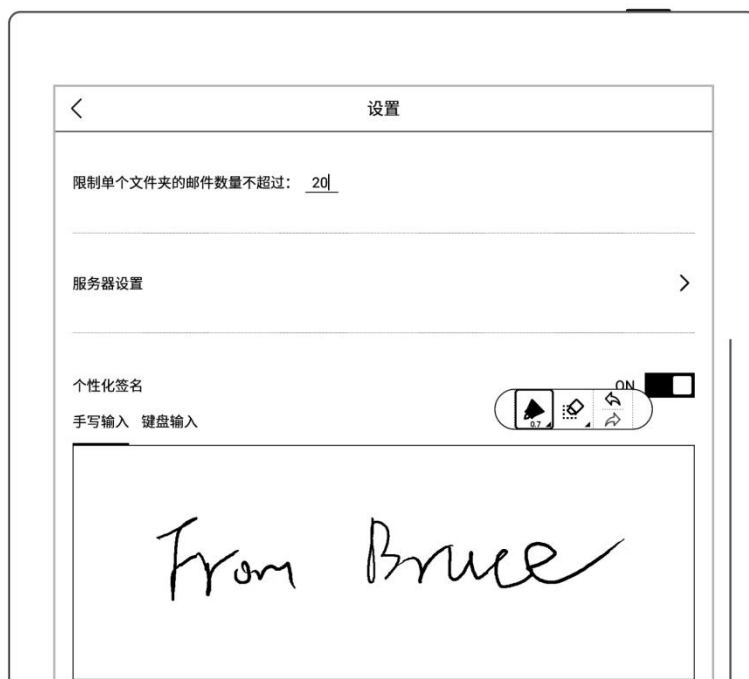 设置
限制单个文件夹的邮件数量不超过： 20
服务器设置
个性化签名 ON
手写输入 键盘输入
0.7
From Bruce